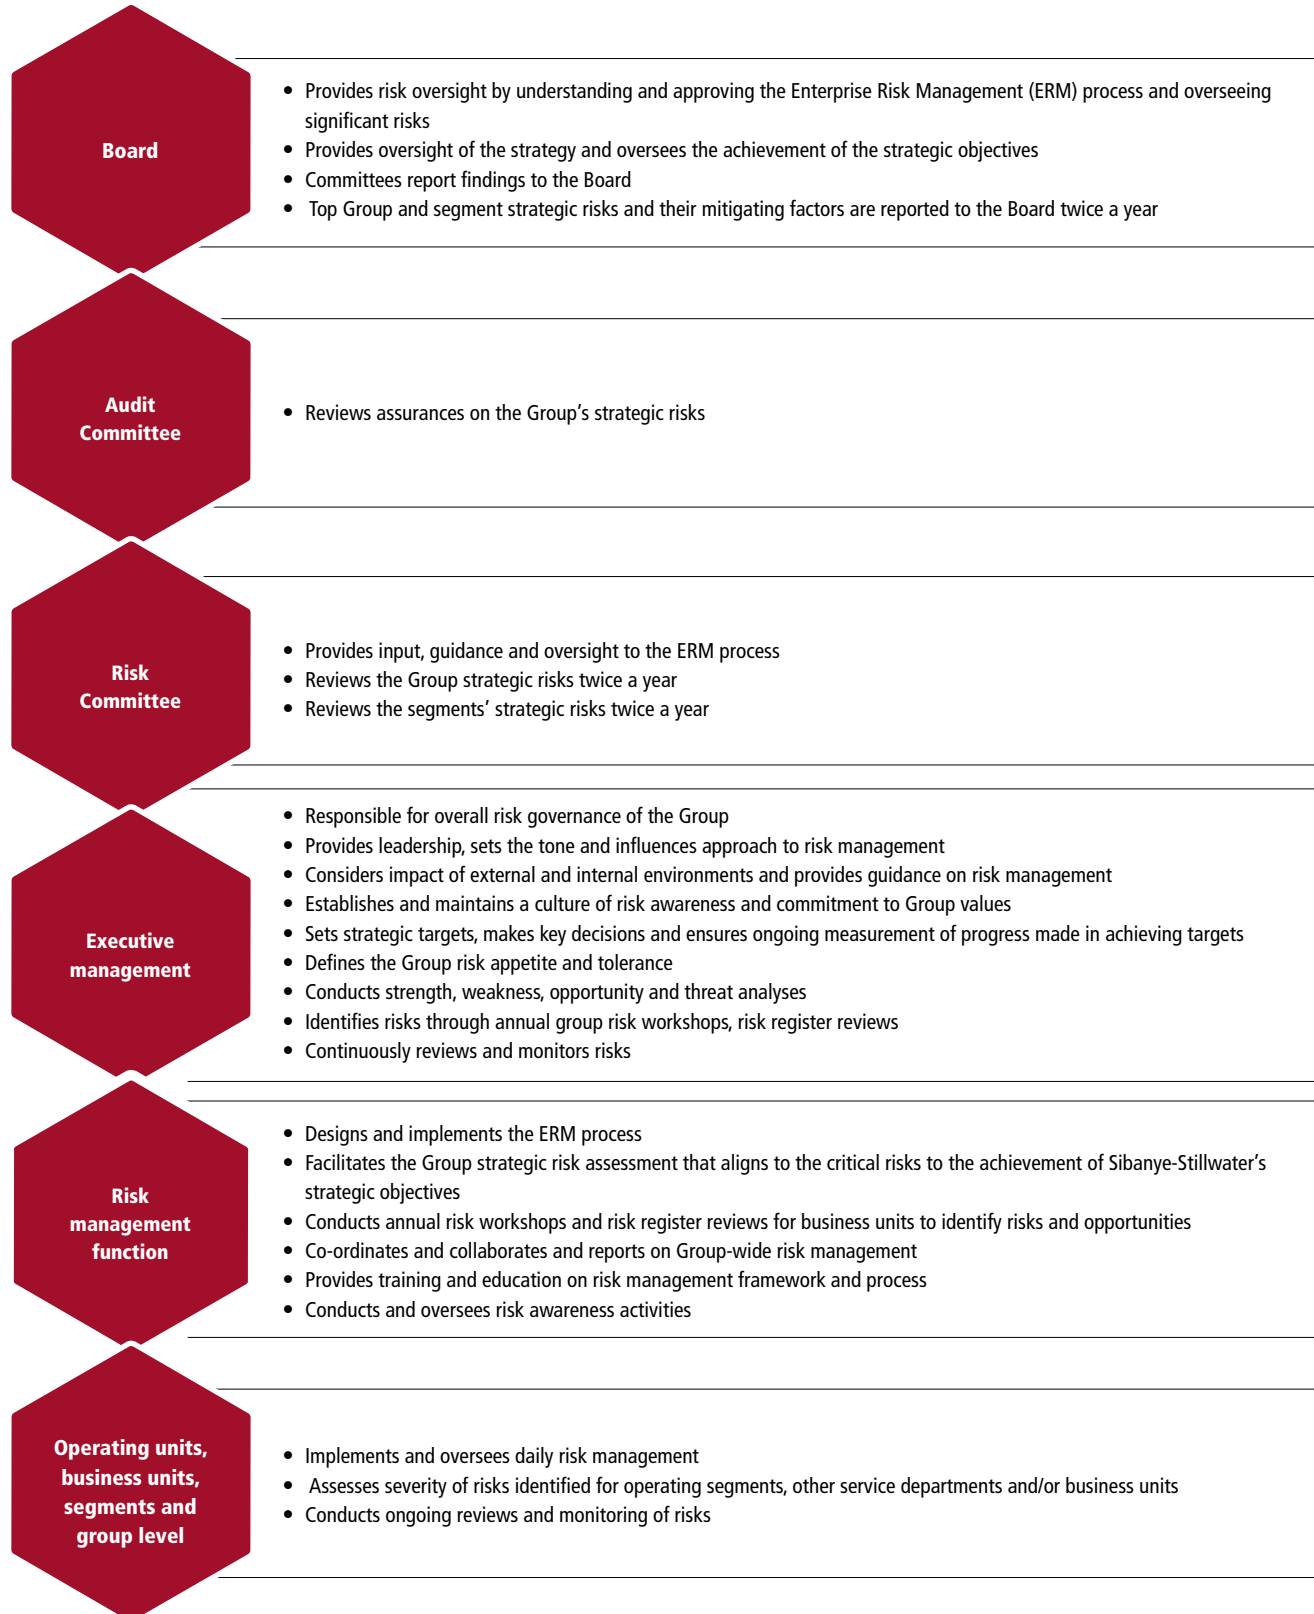 Board
• Provides risk oversight by understanding and approving the Enterprise Risk Management (ERM) process and overseeing
significant risks
• Provides oversight of the strategy and oversees the achievement of the strategic objectives
• Committees report findings to the Board
• Top Group and segment strategic risks and their mitigating factors are reported to the Board twice a year
Audit
Committee
• Reviews assurances on the Group’s strategic risks
Risk
Committee
• Provides input, guidance and oversight to the ERM process
• Reviews the Group strategic risks twice a year
• Reviews the segments’ strategic risks twice a year
Executive
management
• Responsible for overall risk governance of the Group
• Provides leadership, sets the tone and influences approach to risk management
• Considers impact of external and internal environments and provides guidance on risk management
• Establishes and maintains a culture of risk awareness and commitment to Group values
• Sets strategic targets, makes key decisions and ensures ongoing measurement of progress made in achieving targets
• Defines the Group risk appetite and tolerance
• Conducts strength, weakness, opportunity and threat analyses
• Identifies risks through annual group risk workshops, risk register reviews
• Continuously reviews and monitors risks
Risk
management
function
• Designs and implements the ERM process
• Facilitates the Group strategic risk assessment that aligns to the critical risks to the achievement of Sibanye-Stillwater’s
strategic objectives
• Conducts annual risk workshops and risk register reviews for business units to identify risks and opportunities
• Co-ordinates and collaborates and reports on Group-wide risk management
• Provides training and education on risk management framework and process
• Conducts and oversees risk awareness activities
Operating units,
business units,
segments and
group level
• Implements and oversees daily risk management
• Assesses severity of risks identified for operating segments, other service departments and/or business units
• Conducts ongoing reviews and monitoring of risks